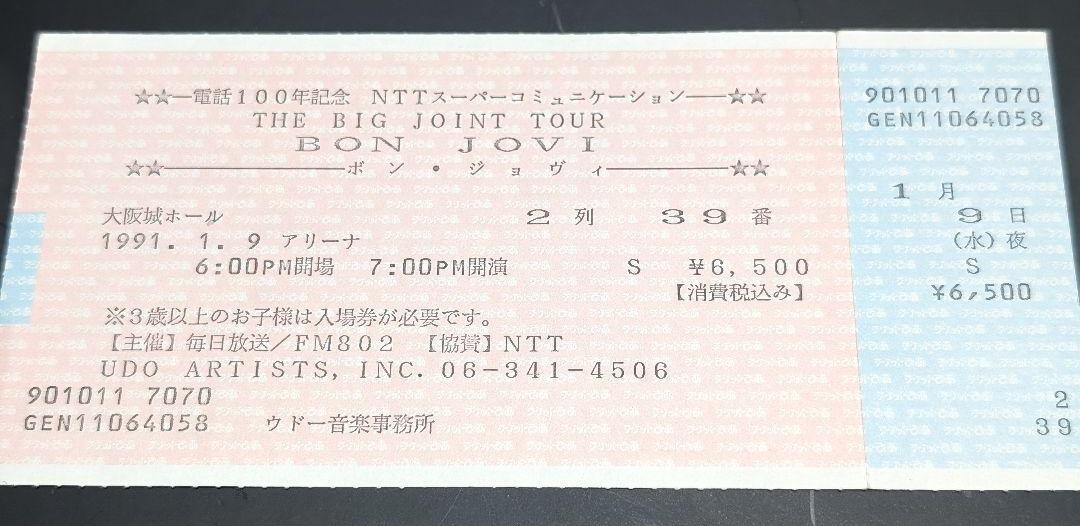 ☆☆―電話100年記念 NTTスーパーコミュニケーション――☆☆
THE BIG JOINT TOUR
BON JOVI
☆☆―――――――――ボン・ジョヴィ――――――☆☆
大阪城ホール 2列 39番
1991. 1. 9 アリーナ
6:00PM開場 7:00PM開演 S ¥6,500
【消費税込み】
※3歳以上のお子様は入場券が必要です。
【主催】毎日放送/FM802 【協賛】NTT
UDO ARTISTS, INC. 06-341-4506
901011 7070
GEN11064058 ウドー音楽事務所
901011 7070
GEN11064058
1月
9日
(水)夜
S
¥6,500
2
39